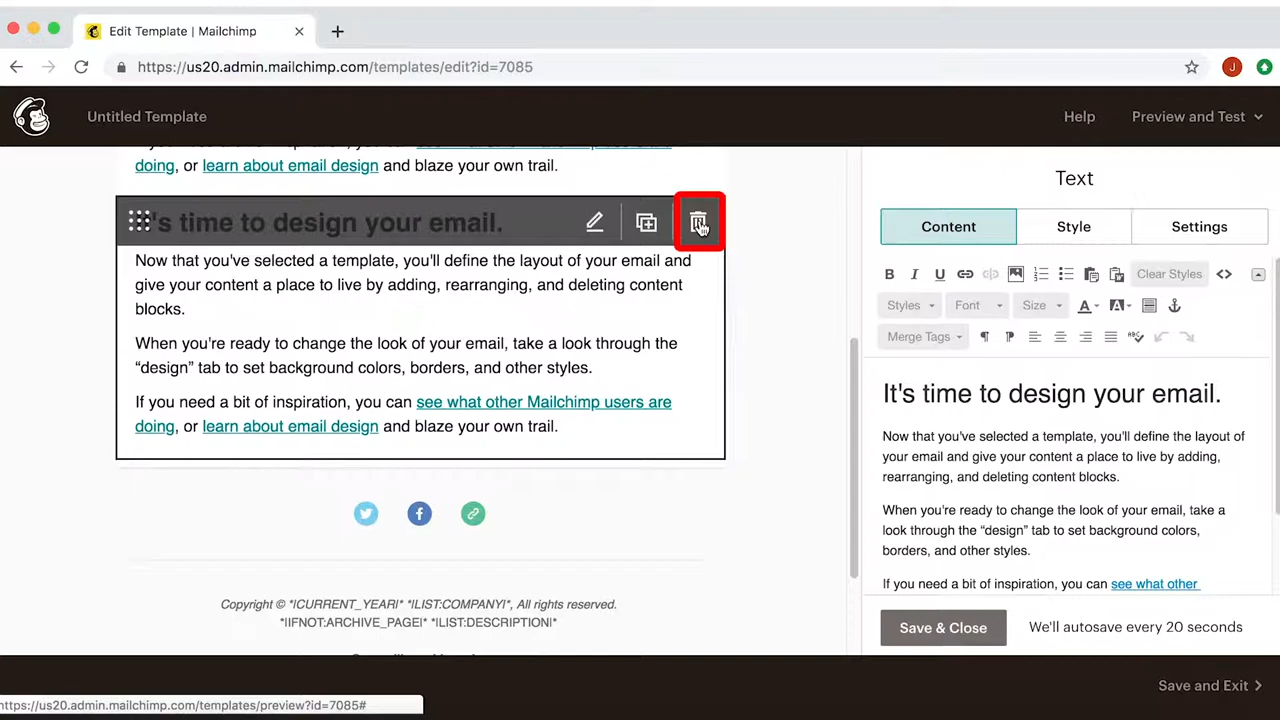 Edit Template | Mailchimp
https://us20.admin.mailchimp.com/templates/edit?id=7085
J
Untitled Template
Help
Preview and Test
doing, or learn about email design and blaze your own trail.
's time to design your email.
Now that you've selected a template, you'll define the layout of your email and
give your content a place to live by adding, rearranging, and deleting content
blocks.
When you're ready to change the look of your email, take a look through the
“design” tab to set background colors, borders, and other styles.
If you need a bit of inspiration, you can see what other Mailchimp users are
doing, or learn about email design and blaze your own trail.
Copyright © *|CURRENT_YEAR|* *|LIST:COMPANY|*, All rights reserved.
*|IFNOT:ARCHIVE_PAGE|* *|LIST:DESCRIPTION|*
Text
Content
Style
Settings
B I U
Clear Styles
Styles
Font
Size
A
A
Merge Tags
ABC
It's time to design your email.
Now that you've selected a template, you'll define the layout of
your email and give your content a place to live by adding,
rearranging, and deleting content blocks.
When you're ready to change the look of your email, take a
look through the “design” tab to set background colors,
borders, and other styles.
If you need a bit of inspiration, you can see what other
Save & Close
We'll autosave every 20 seconds
Save and Exit
https://us20.admin.mailchimp.com/templates/preview?id=7085#